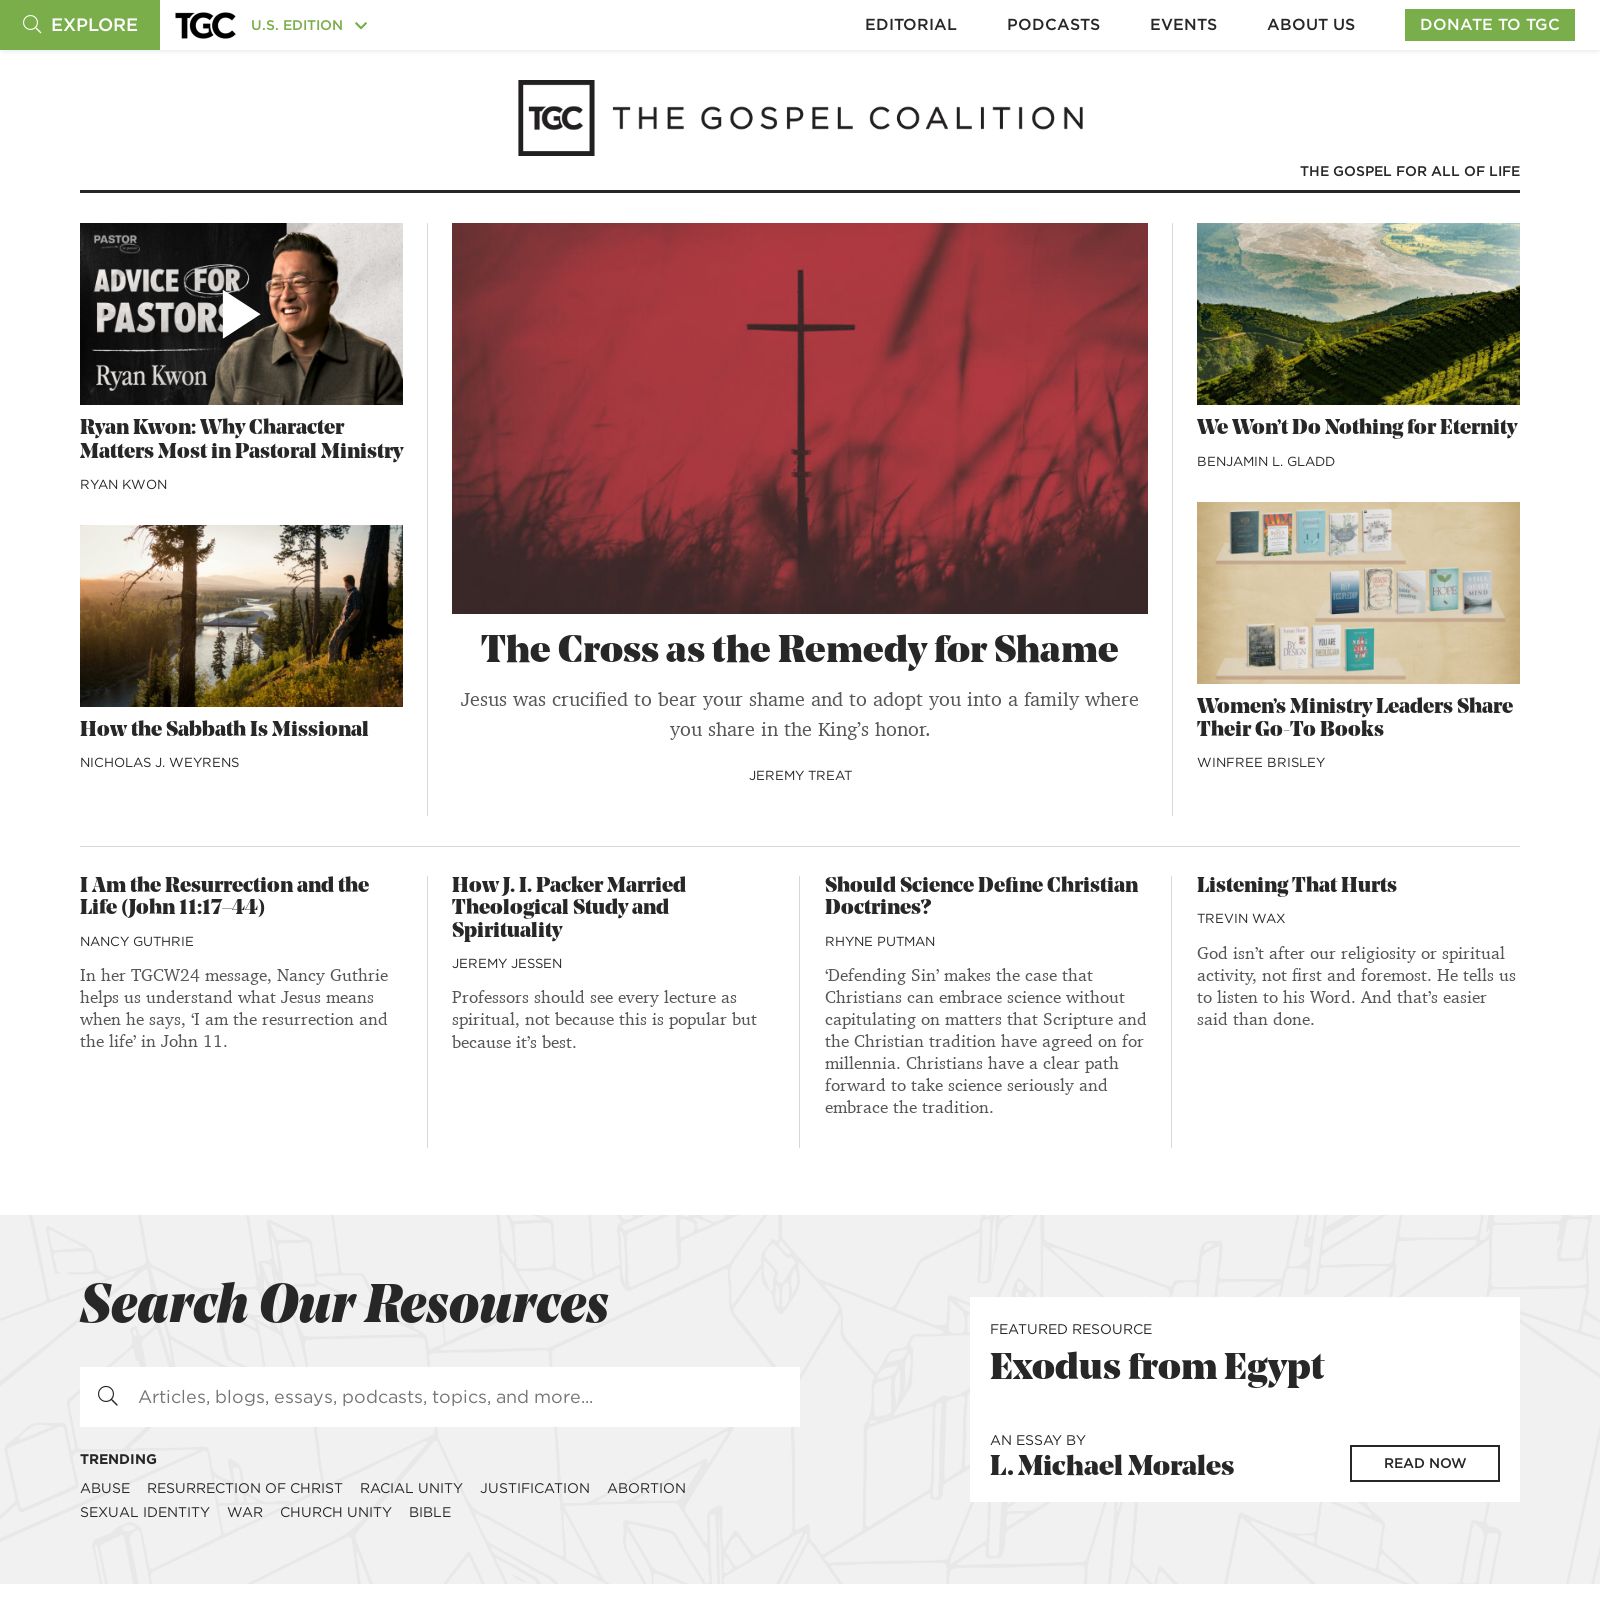 EXPLORE
TGC
U.S. EDITION
EDITORIAL
PODCASTS
EVENTS
ABOUT US
DONATE TO TGC
TGC THE GOSPEL COALITION
THE GOSPEL FOR ALL OF LIFE
PASTOR
ADVICE FOR
PASTORS
Ryan Kwon
Ryan Kwon: Why Character
Matters Most in Pastoral Ministry
RYAN KWON
How the Sabbath Is Missional
NICHOLAS J. WEYRENS
The Cross as the Remedy for Shame
Jesus was crucified to bear your shame and to adopt you into a family where
you share in the King’s honor.
JEREMY TREAT
We Won’t Do Nothing for Eternity
BENJAMIN L. GLADD
HOPE
MIND
BY DESIGN
YOU ARE
Women’s Ministry Leaders Share
Their Go-To Books
WINFREE BRISLEY
I Am the Resurrection and the
Life (John 11:17–44)
NANCY GUTHRIE
In her TGCW24 message, Nancy Guthrie
helps us understand what Jesus means
when he says, ‘I am the resurrection and
the life’ in John 11.
How J. I. Packer Married
Theological Study and
Spirituality
JEREMY JESSEN
Professors should see every lecture as
spiritual, not because this is popular but
because it’s best.
Should Science Define Christian
Doctrines?
RHYNE PUTMAN
‘Defending Sin’ makes the case that
Christians can embrace science without
capitulating on matters that Scripture and
the Christian tradition have agreed on for
millennia. Christians have a clear path
forward to take science seriously and
embrace the tradition.
Listening That Hurts
TREVIN WAX
God isn’t after our religiosity or spiritual
activity, not first and foremost. He tells us
to listen to his Word. And that’s easier
said than done.
Search Our Resources
Articles, blogs, essays, podcasts, topics, and more...
TRENDING
ABUSE RESURRECTION OF CHRIST RACIAL UNITY JUSTIFICATION ABORTION
SEXUAL IDENTITY WAR CHURCH UNITY BIBLE
FEATURED RESOURCE
Exodus from Egypt
AN ESSAY BY
L. Michael Morales
READ NOW